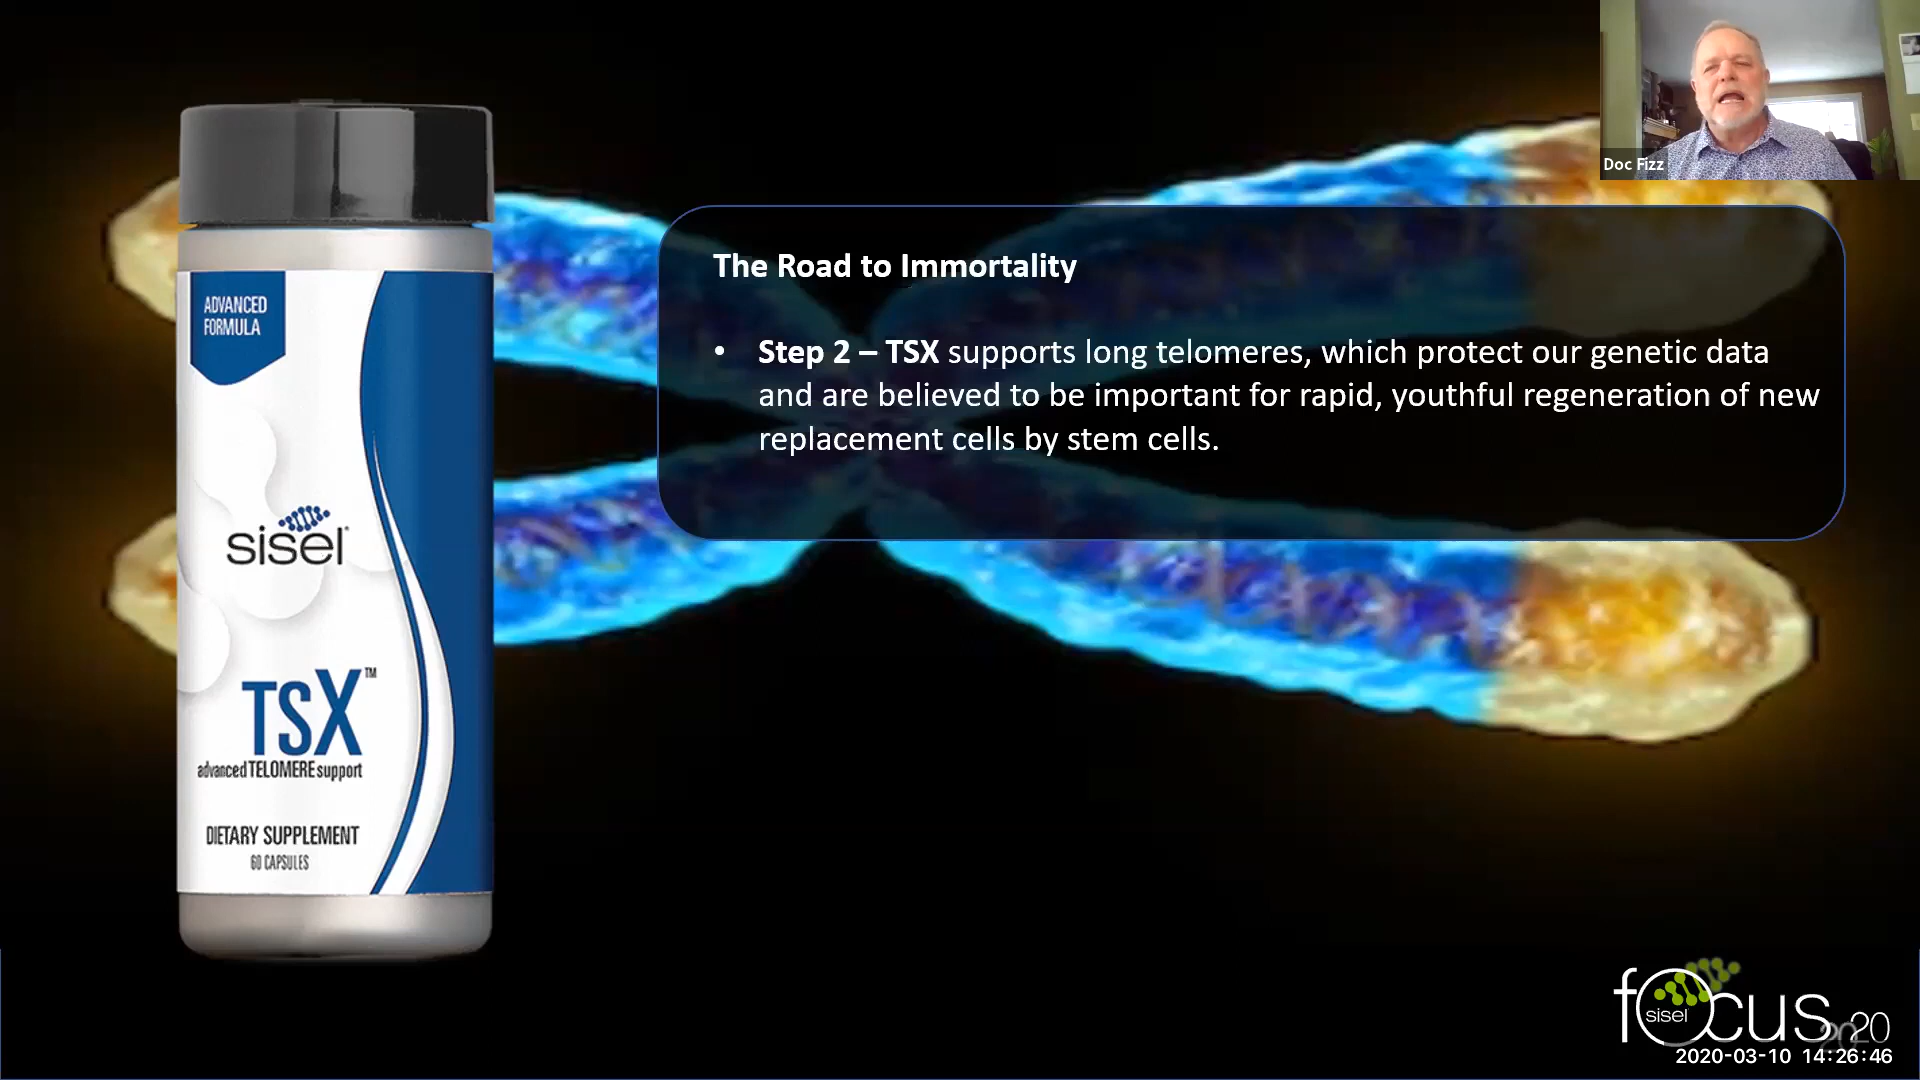 Doc Fizz
The Road to Immortality
• Step 2 – TSX supports long telomeres, which protect our genetic data
and are believed to be important for rapid, youthful regeneration of new
replacement cells by stem cells.
ADVANCED
FORMULA
sisel
TSX™
advanced TELOMERE support
DIETARY SUPPLEMENT
60 CAPSULES
focus 2020
sisel
2020-03-10 14:26:46